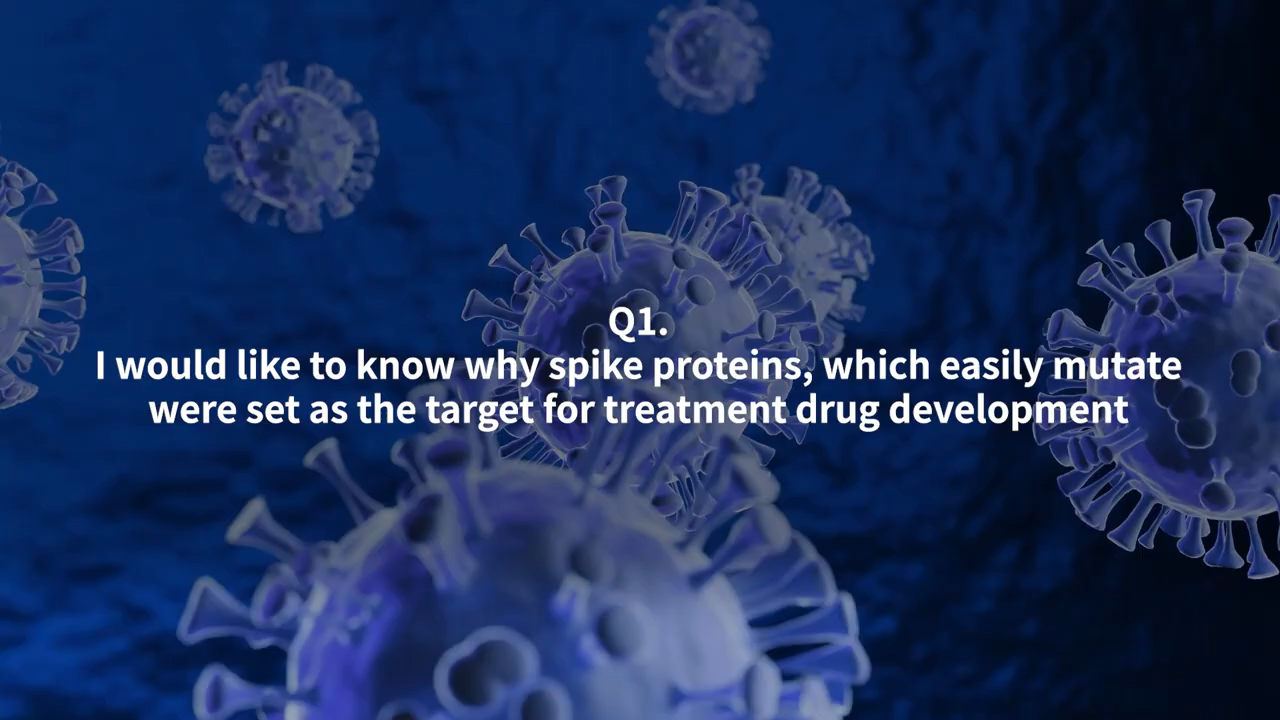 Q1.
I would like to know why spike proteins, which easily mutate
were set as the target for treatment drug development